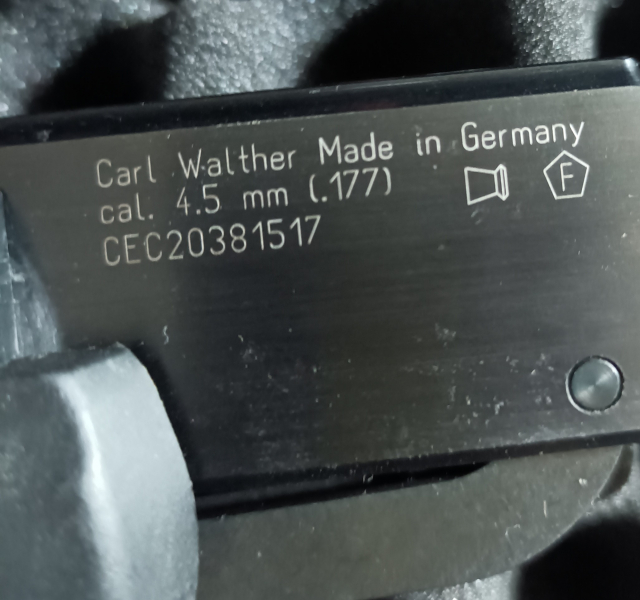 Carl Walther Made in Germany
cal. 4.5 mm (.177) F
CEC20381517